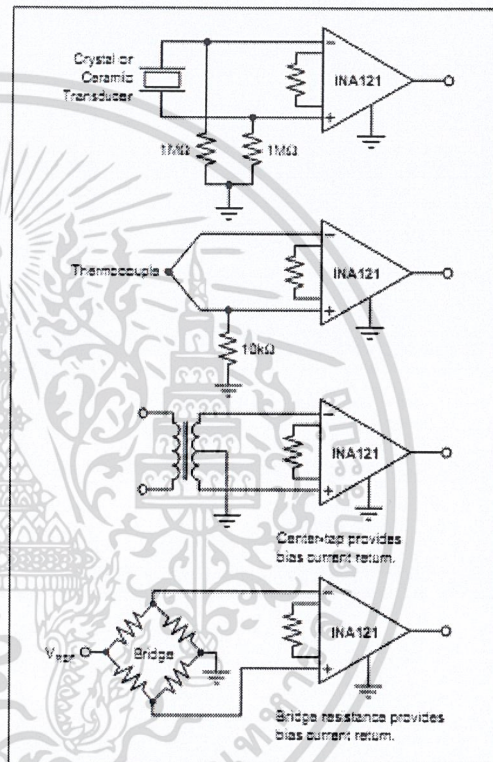 Crystal or
Ceramic
Transducer
INA121
1MΩ
1MΩ
Thermocouple
INA121
10kΩ
INA121
Center-tap provides
bias current return.
INA121
VREF
Bridge
Bridge resistance provides
bias current return.